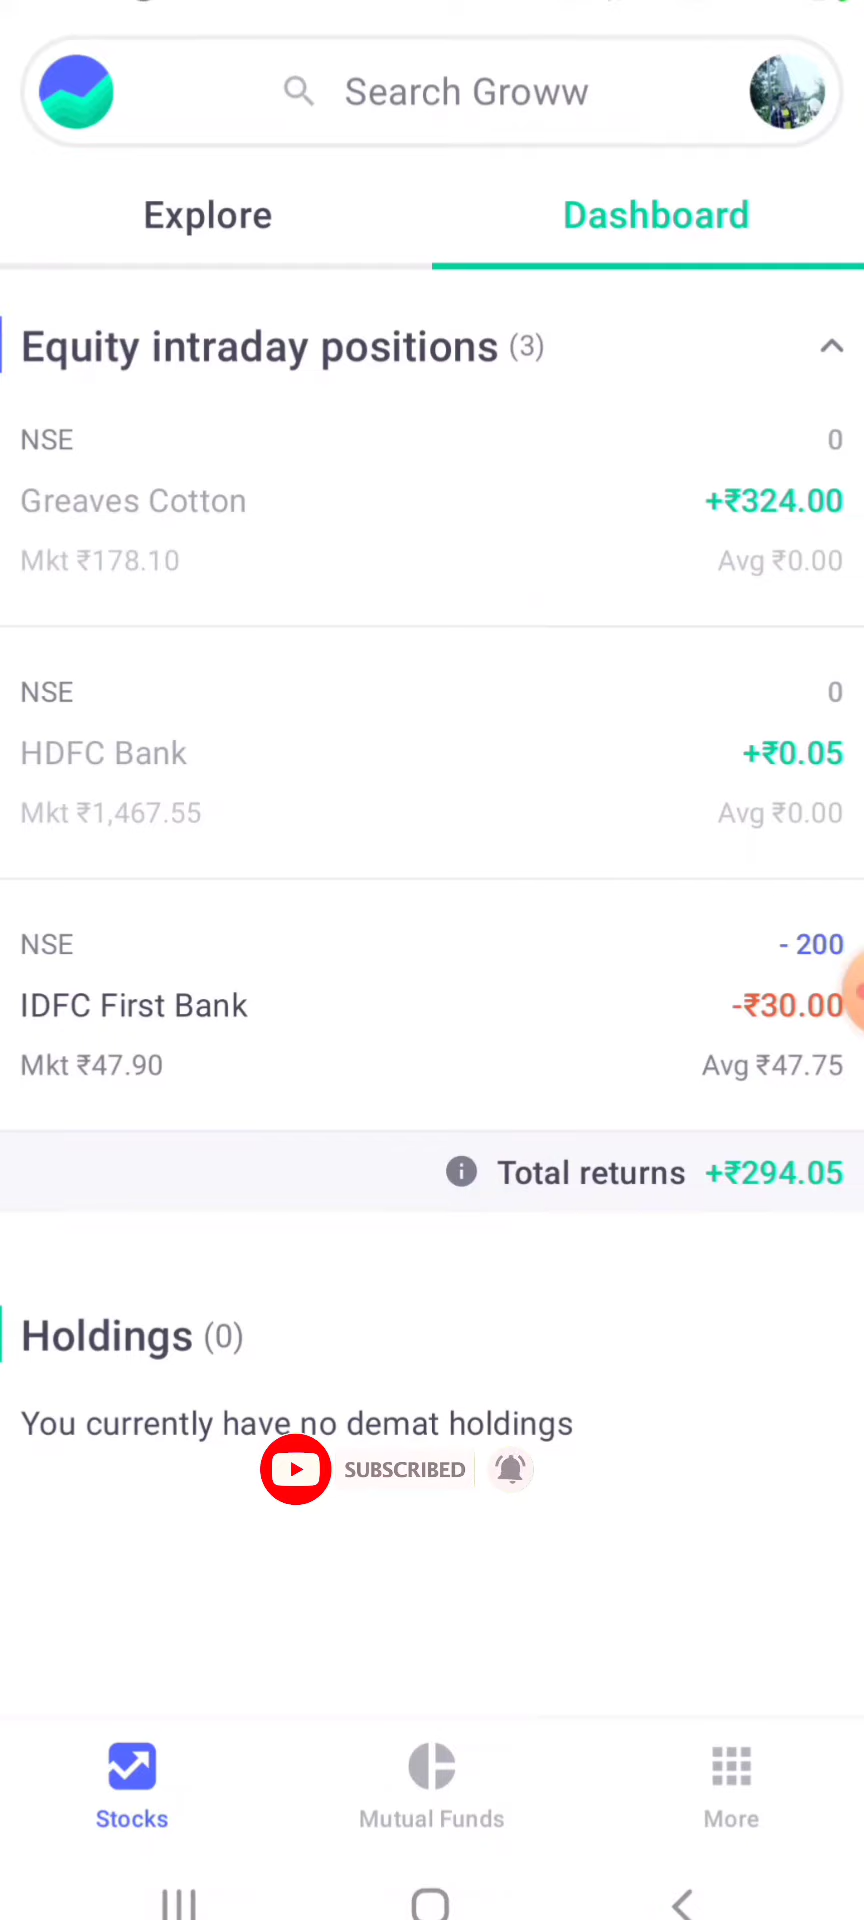 Search Groww
Explore Dashboard
Equity intraday positions (3)
NSE 0
Greaves Cotton +₹324.00
Mkt ₹178.10 Avg ₹0.00
NSE 0
HDFC Bank +₹0.05
Mkt ₹1,467.55 Avg ₹0.00
NSE - 200
IDFC First Bank -₹30.00
Mkt ₹47.90 Avg ₹47.75
Total returns +₹294.05
Holdings (0)
You currently have no demat holdings
SUBSCRIBED
Stocks Mutual Funds More